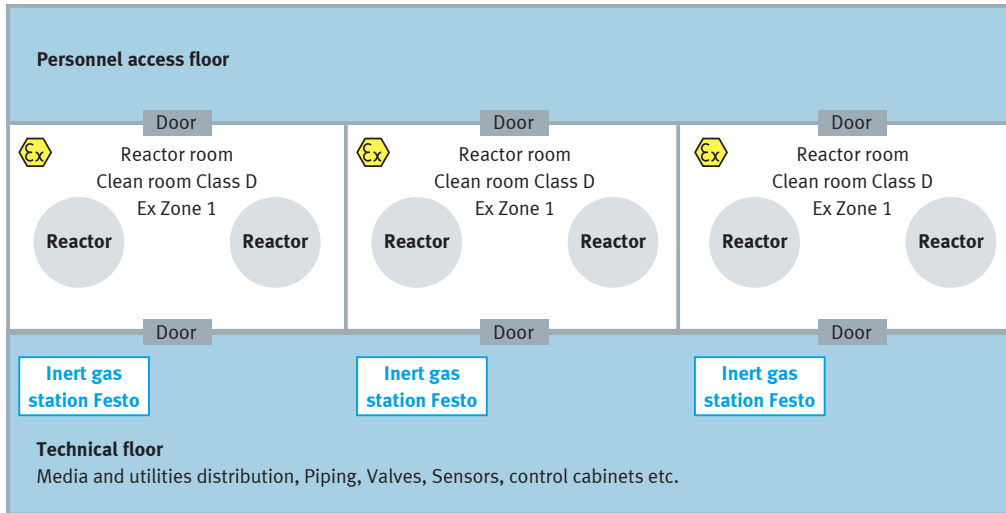 Personnel access floor
Door
Door
Door
Ex
Reactor room
Clean room Class D
Ex Zone 1
Reactor
Reactor
Ex
Reactor room
Clean room Class D
Ex Zone 1
Reactor
Reactor
Ex
Reactor room
Clean room Class D
Ex Zone 1
Reactor
Reactor
Door
Door
Door
Inert gas
station Festo
Inert gas
station Festo
Inert gas
station Festo
Technical floor
Media and utilities distribution, Piping, Valves, Sensors, control cabinets etc.